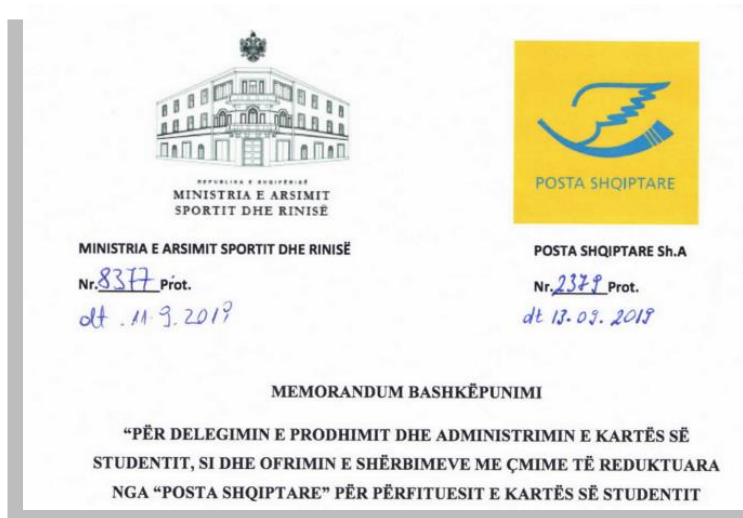 REPUBLIKA E SHQIPËRISË
MINISTRIA E ARSIMIT
SPORTIT DHE RINISË
POSTA SHQIPTARE
MINISTRIA E ARSIMIT SPORTIT DHE RINISË
POSTA SHQIPTARE Sh.A
Nr. 8377 Prot.
Nr. 2379 Prot.
dt. 11.9.2019
dt 13.09.2019
MEMORANDUM BASHKËPUNIMI
“PËR DELEGIMIN E PRODHIMIT DHE ADMINISTRIMIN E KARTËS SË
STUDENTIT, SI DHE OFRIMIN E SHËRBIMEVE ME ÇMIME TË REDUKTUARA
NGA “POSTA SHQIPTARE” PËR PËRFITUESIT E KARTËS SË STUDENTIT